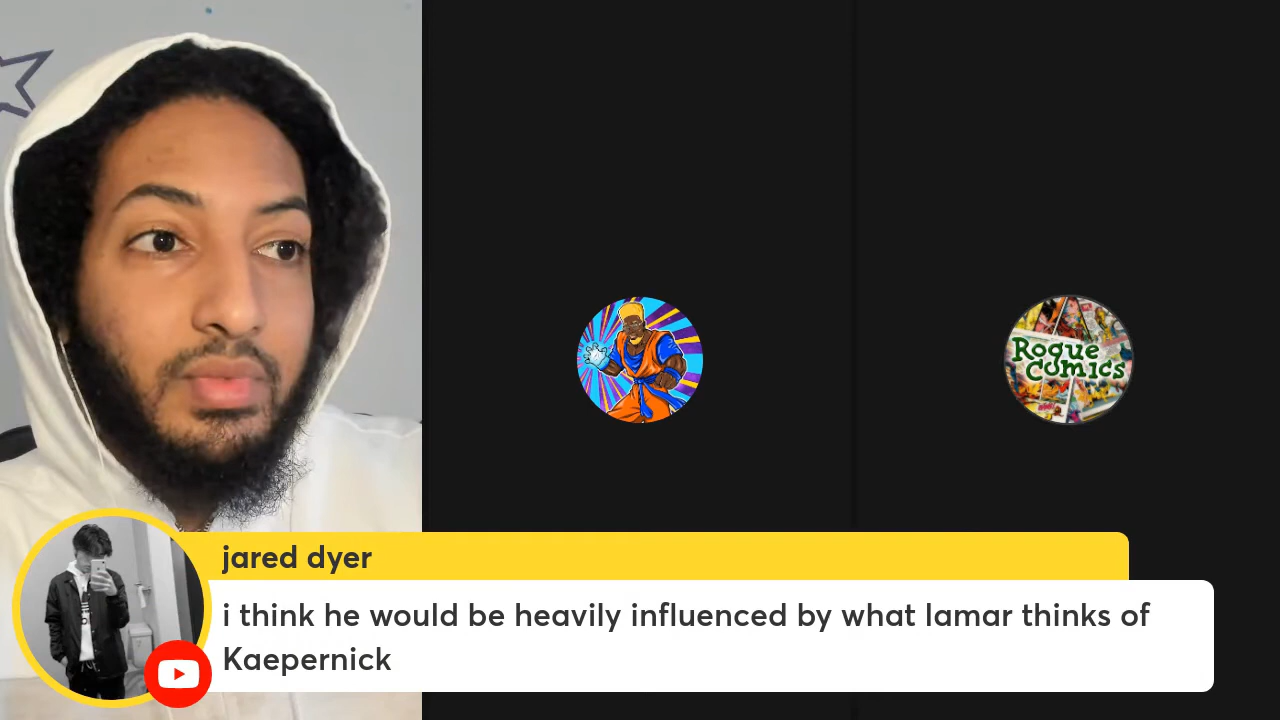 Rogue
Comics
jared dyer
i think he would be heavily influenced by what lamar thinks of
Kaepernick